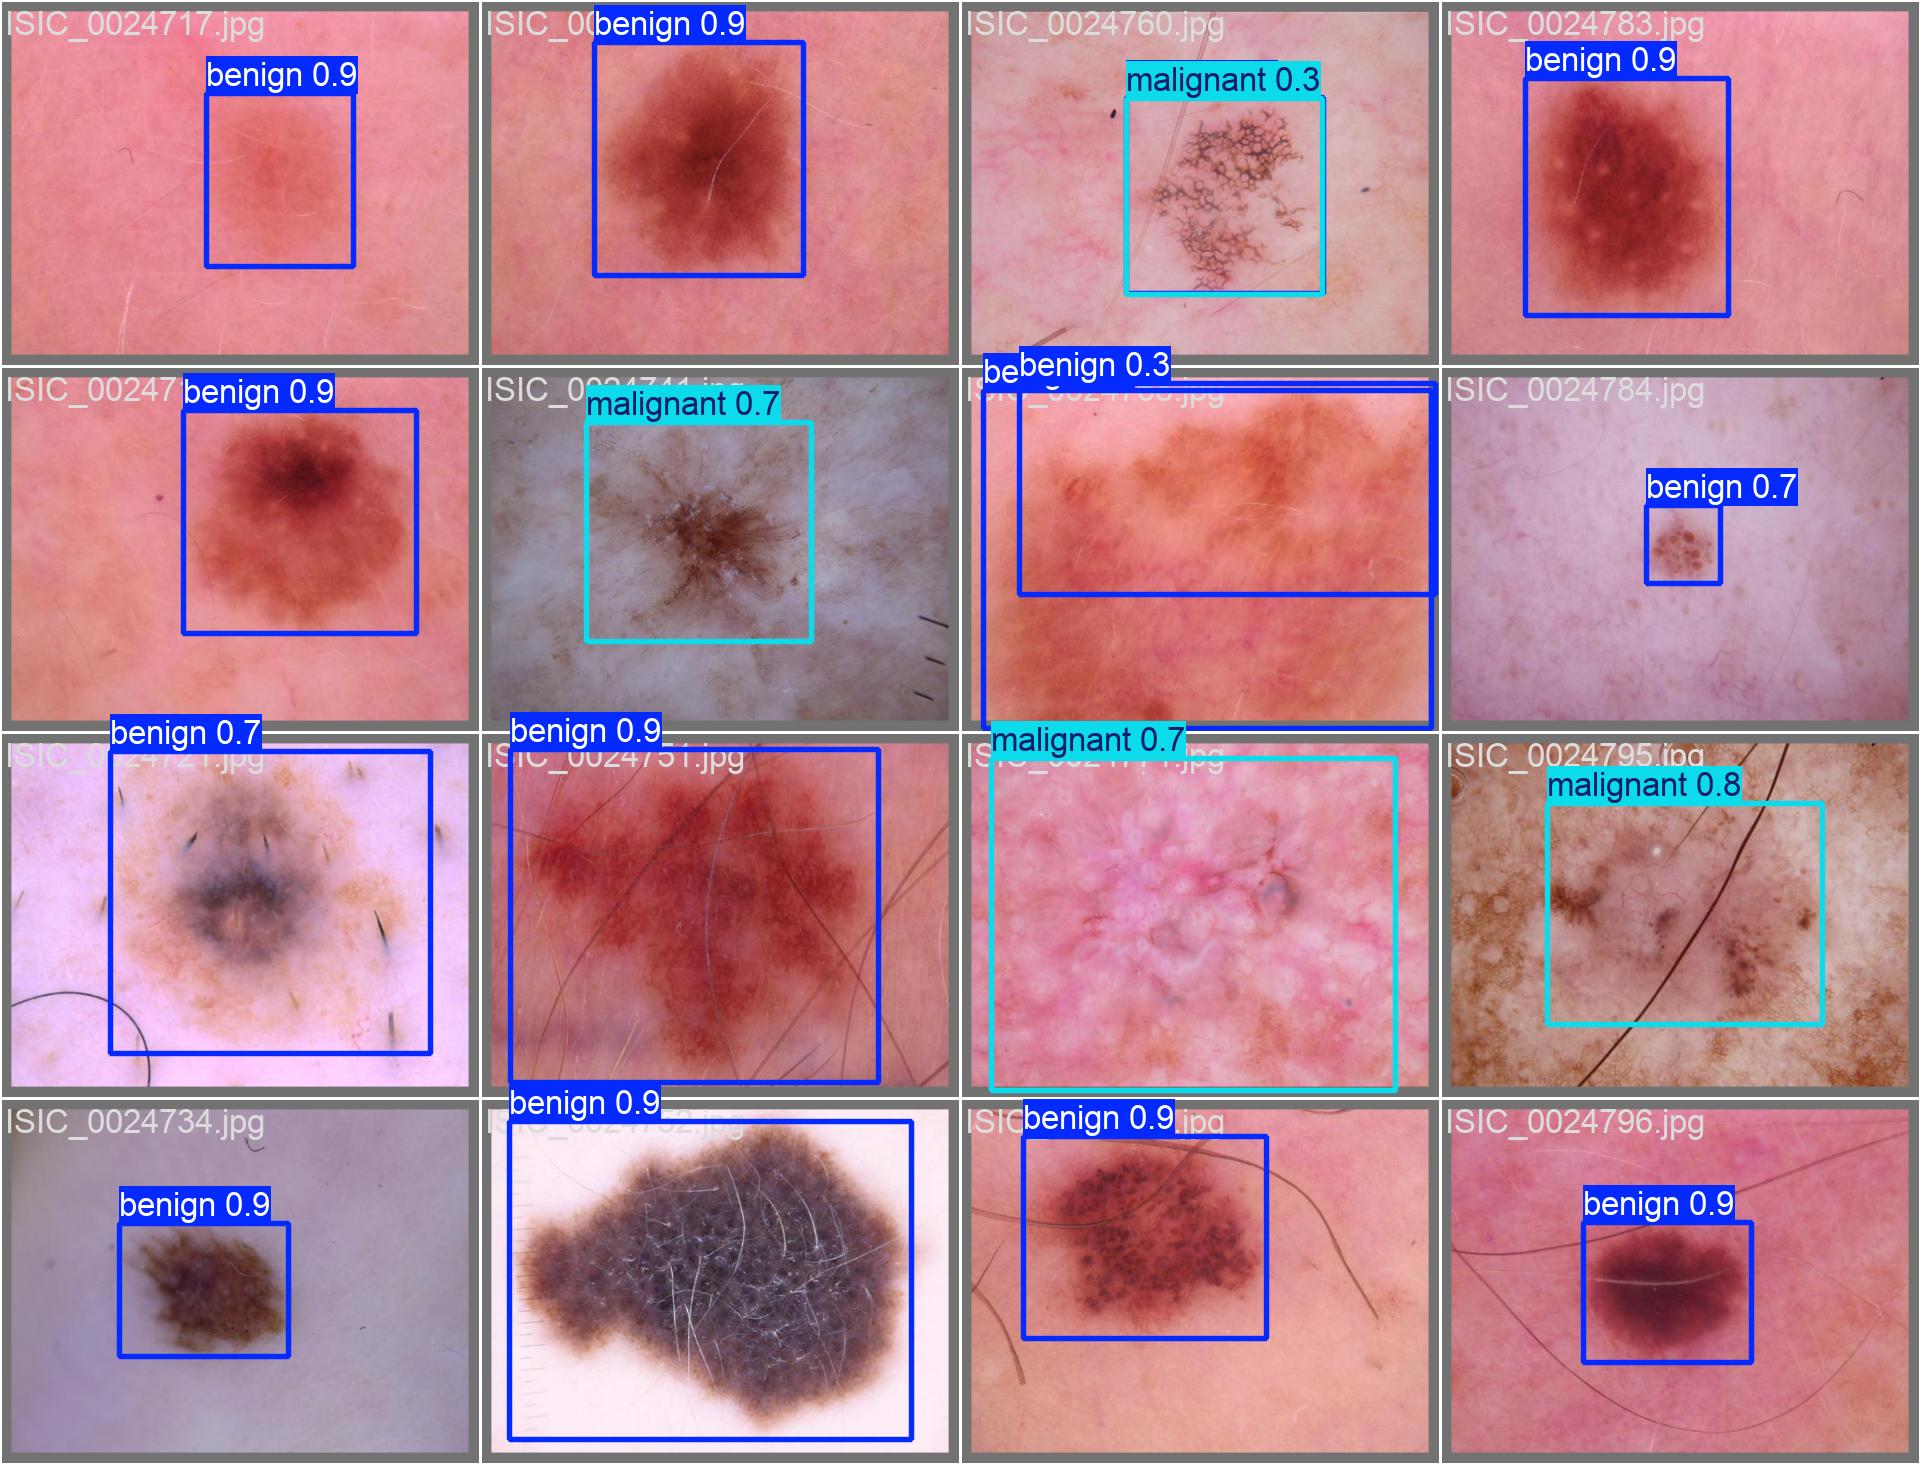 ISIC_0024717.jpg
benign 0.9
benign 0.9
ISIC_0024760.jpg
malignant 0.3
ISIC_0024783.jpg
benign 0.9
benign 0.9
malignant 0.7
benign 0.3
ISIC_0024784.jpg
benign 0.7
benign 0.7
ISIC_0024751.jpg
benign 0.9
malignant 0.7
ISIC_0024795.jpg
malignant 0.8
ISIC_0024734.jpg
benign 0.9
benign 0.9
benign 0.9
ISIC_0024796.jpg
benign 0.9